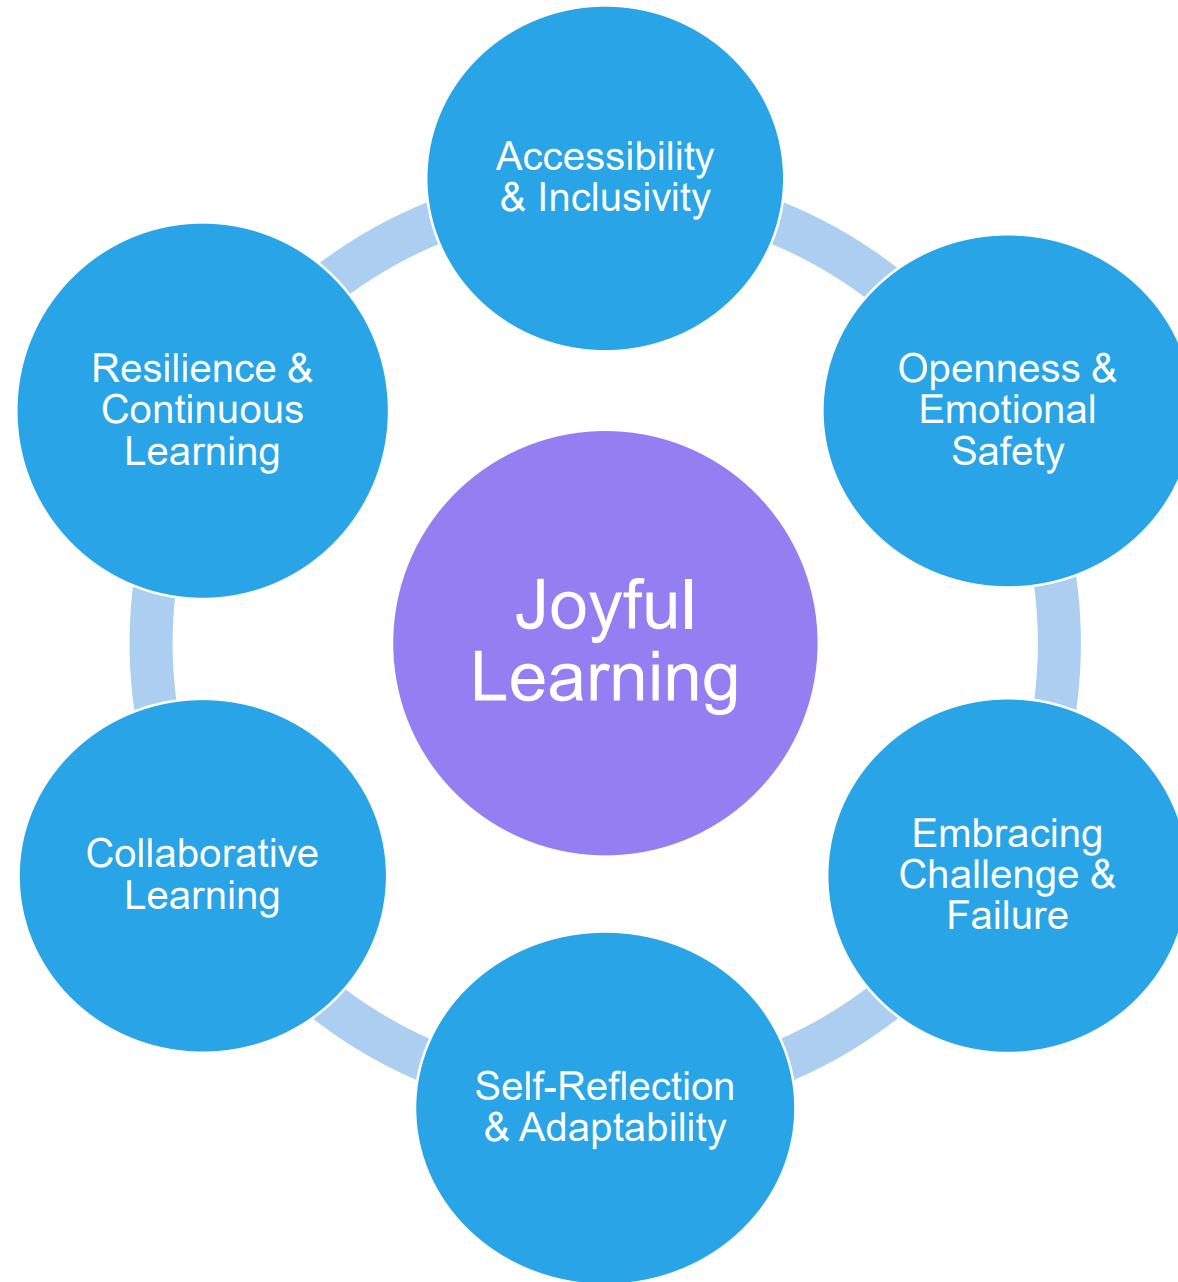 Accessibility
& Inclusivity
Openness &
Emotional
Safety
Embracing
Challenge &
Failure
Self-Reflection
& Adaptability
Collaborative
Learning
Resilience &
Continuous
Learning
Joyful
Learning